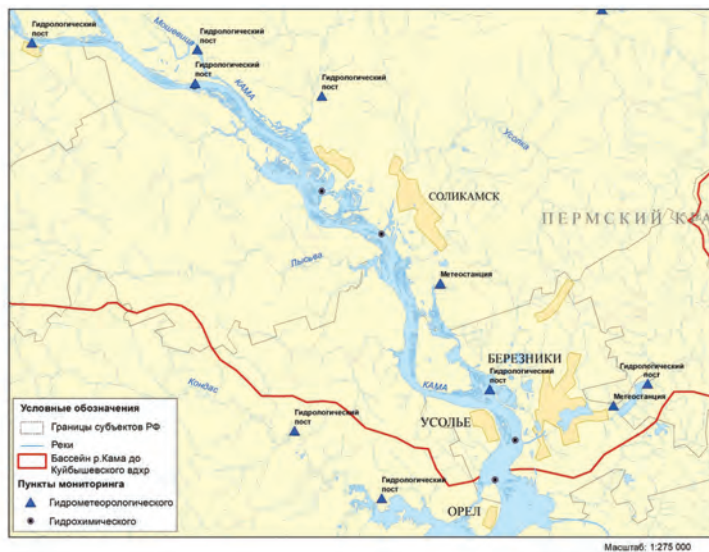 Гидрологический
пост
Мошевица
Гидрологический
пост
Гидрологический
пост
КАМА
Гидрологический
пост
Усолка
СОЛИКАМСК
ПЕРМСКИЙ КРА
Лысьва
Метеостанция
БЕРЕЗНИКИ
Гидрологический
пост
Гидрологический
пост
КАМА
Кондас
Метеостанция
УСОЛЬЕ
Гидрологический
пост
Гидрологический
пост
ОРЕЛ
Условные обозначения
Границы субъектов РФ
Реки
Бассейн р.Кама до
Куйбышевского вдхр
Пункты мониторинга
Гидрометеорологического
Гидрохимического
Масштаб: 1:275 000